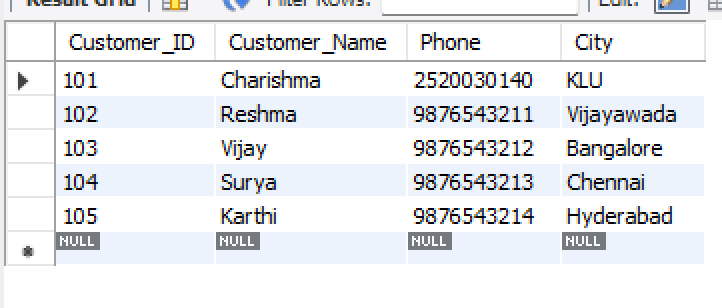 Result Grid Filter Rows: Edit:
Customer_ID Customer_Name Phone City
101 Charishma 2520030140 KLU
102 Reshma 9876543211 Vijayawada
103 Vijay 9876543212 Bangalore
104 Surya 9876543213 Chennai
105 Karthi 9876543214 Hyderabad
NULL NULL NULL NULL